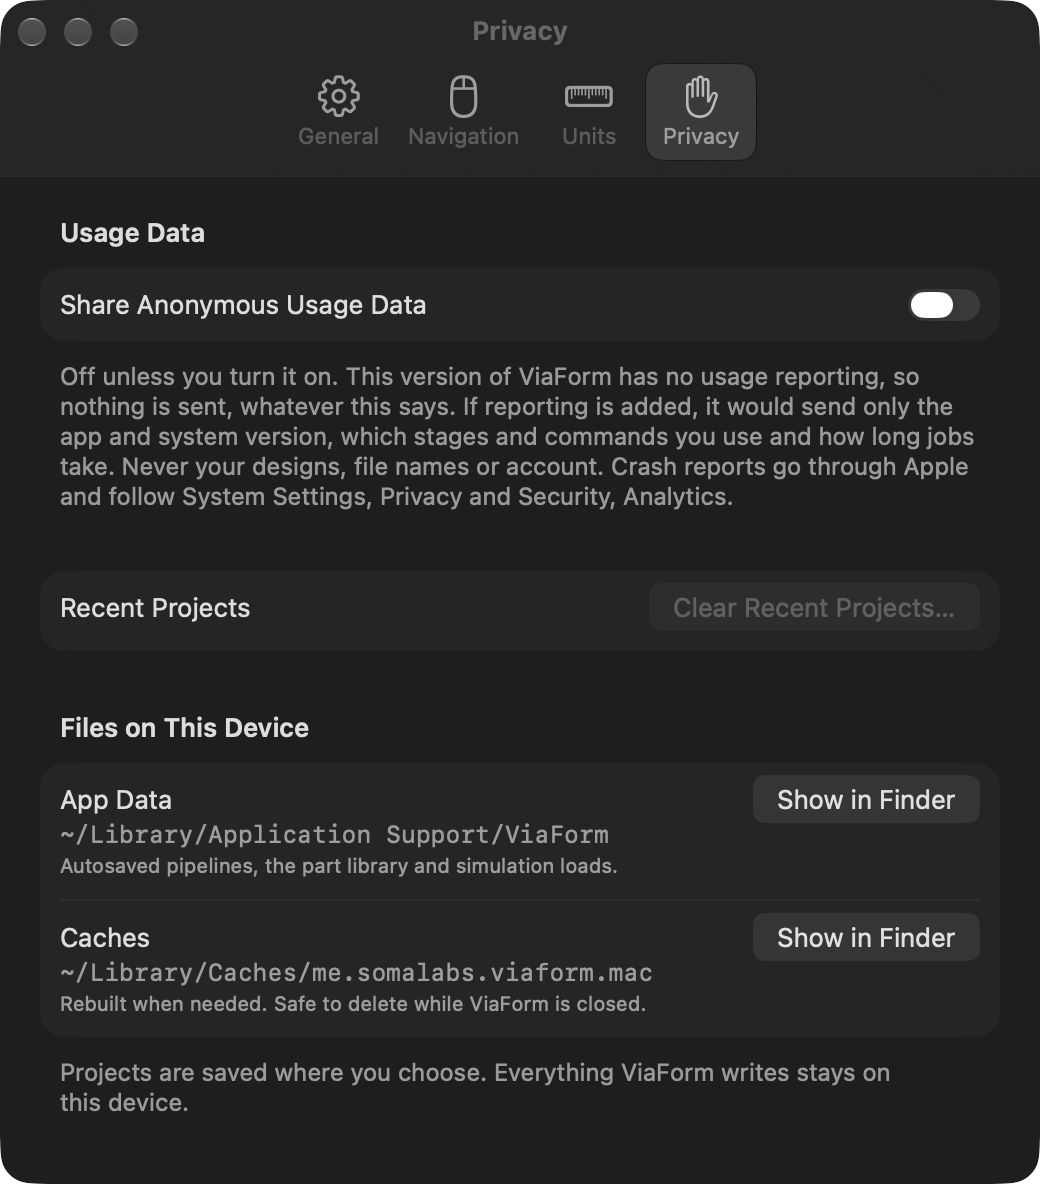 Privacy
General
Navigation
Units
Privacy
Usage Data
Share Anonymous Usage Data
Off unless you turn it on. This version of ViaForm has no usage reporting, so
nothing is sent, whatever this says. If reporting is added, it would send only the
app and system version, which stages and commands you use and how long jobs
take. Never your designs, file names or account. Crash reports go through Apple
and follow System Settings, Privacy and Security, Analytics.
Recent Projects
Clear Recent Projects...
Files on This Device
App Data
Show in Finder
~/Library/Application Support/ViaForm
Autosaved pipelines, the part library and simulation loads.
Caches
Show in Finder
~/Library/Caches/me.somalabs.viaform.mac
Rebuilt when needed. Safe to delete while ViaForm is closed.
Projects are saved where you choose. Everything ViaForm writes stays on
this device.